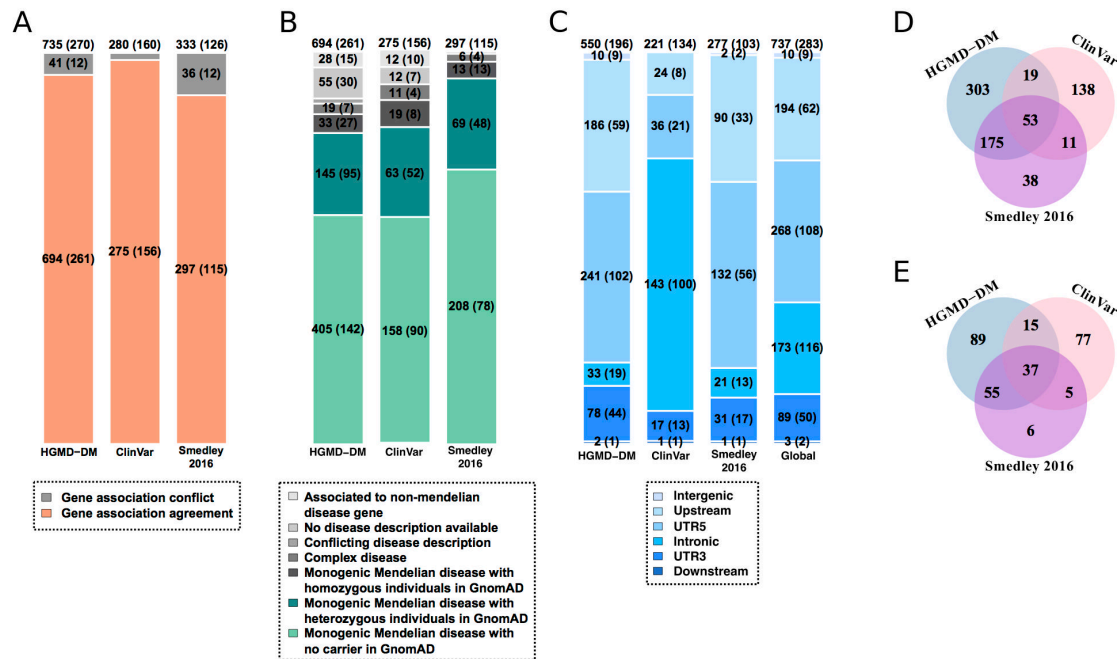 A
735 (270) 280 (160) 333 (126)
41 (12)
36 (12)
694 (261) 275 (156) 297 (115)
HGMD-DM ClinVar Smedley
2016
Gene association conflict
Gene association agreement
B
694 (261) 275 (156) 297 (115)
28 (15) 12 (10) 6 (4)
55 (30) 12 (7) 13 (13)
11 (4)
19 (7) 19 (8)
33 (27)
69 (48)
145 (95) 63 (52)
208 (78)
405 (142) 158 (90)
HGMD-DM ClinVar Smedley
2016
Associated to non-mendelian
disease gene
No disease description available
Conflicting disease description
Complex disease
Monogenic Mendelian disease with
homozygous individuals in GnomAD
Monogenic Mendelian disease with
heterozygous individuals in GnomAD
Monogenic Mendelian disease with
no carrier in GnomAD
C
550 (196) 221 (134) 277 (103) 737 (283)
10 (9) 2 (2) 10 (9)
24 (8)
186 (59) 36 (21) 90 (33) 194 (62)
268 (108)
241 (102) 143 (100) 132 (56)
173 (116)
33 (19) 21 (13)
78 (44) 17 (13) 31 (17) 89 (50)
2 (1) 1 (1) 1 (1) 3 (2)
HGMD-DM ClinVar Smedley Global
2016
Intergenic
Upstream
UTR5
Intronic
UTR3
Downstream
D
HGMD-DM
ClinVar
303 19 138
53
175 11
38
Smedley 2016
E
HGMD-DM
ClinVar
89 15 77
37
55 5
6
Smedley 2016